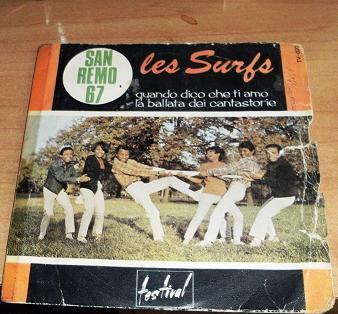 SAN
REMO
67
les Surfs
quando dico che ti amo
la ballata dei cantastorie
festival